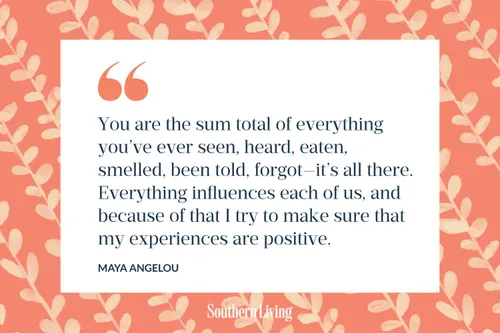 You are the sum total of everything
you’ve ever seen, heard, eaten,
smelled, been told, forgot—it’s all there.
Everything influences each of us, and
because of that I try to make sure that
my experiences are positive.
MAYA ANGELOU
Southern Living